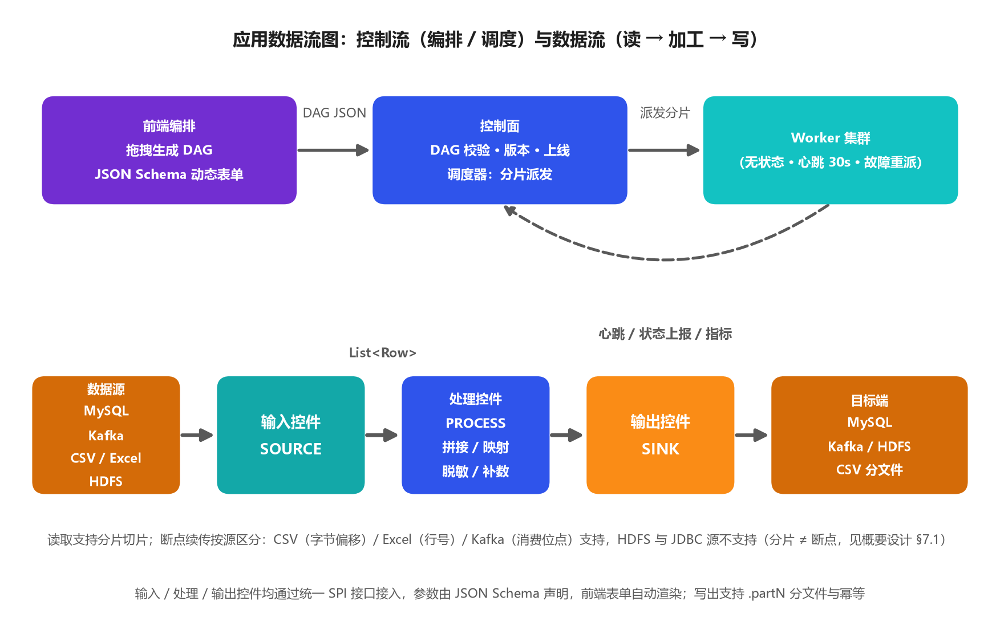 应用数据流图：控制流（编排 / 调度）与数据流（读 → 加工 → 写）
前端编排
拖拽生成 DAG
JSON Schema 动态表单
DAG JSON
控制面
DAG 校验 • 版本 • 上线
调度器：分片派发
派发分片
Worker 集群
（无状态 • 心跳 30s • 故障重派）
心跳 / 状态上报 / 指标
List<Row>
数据源
MySQL
Kafka
CSV / Excel
HDFS
输入控件
SOURCE
处理控件
PROCESS
拼接 / 映射
脱敏 / 补数
输出控件
SINK
目标端
MySQL
Kafka / HDFS
CSV 分文件
读取支持分片切片；断点续传按源区分：CSV（字节偏移）/ Excel（行号）/ Kafka（消费位点）支持，HDFS 与 JDBC 源不支持（分片 ≠ 断点，见概要设计 §7.1）
输入 / 处理 / 输出控件均通过统一 SPI 接口接入，参数由 JSON Schema 声明，前端表单自动渲染；写出支持 .partN 分文件与幂等